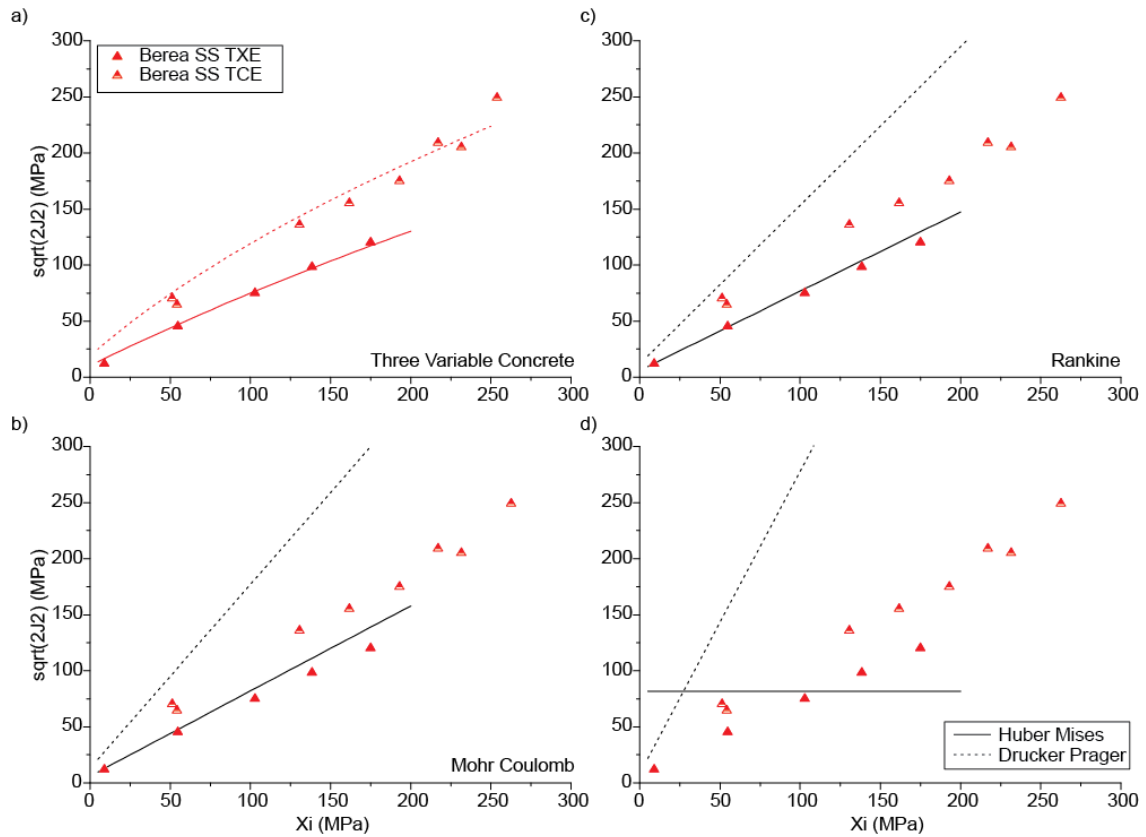 a)
300
250
200
150
100
50
0
sqrt(2J2) (MPa)
Berea SS TXE
Berea SS TCE
Three Variable Concrete
0 50 100 150 200 250 300
c)
300
250
200
150
100
50
0
Rankine
0 50 100 150 200 250 300
b)
300
250
200
150
100
50
0
sqrt(2J2) (MPa)
Mohr Coulomb
0 50 100 150 200 250 300
Xi (MPa)
d)
300
250
200
150
100
50
0
Huber Mises
Drucker Prager
0 50 100 150 200 250 300
Xi (MPa)